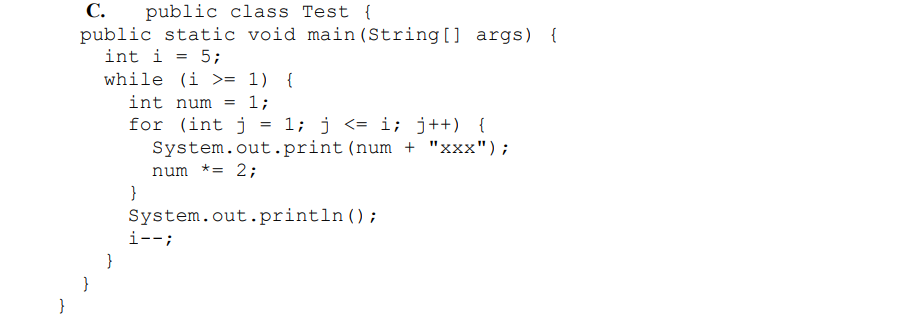 C. public class Test {
public static void main(String[] args) {
int i = 5;
while (i >= 1) {
int num = 1;
for (int j = 1; j <= i; j++) {
System.out.print(num + "xxx");
num *= 2;
}
System.out.println();
i--;
}
}
}